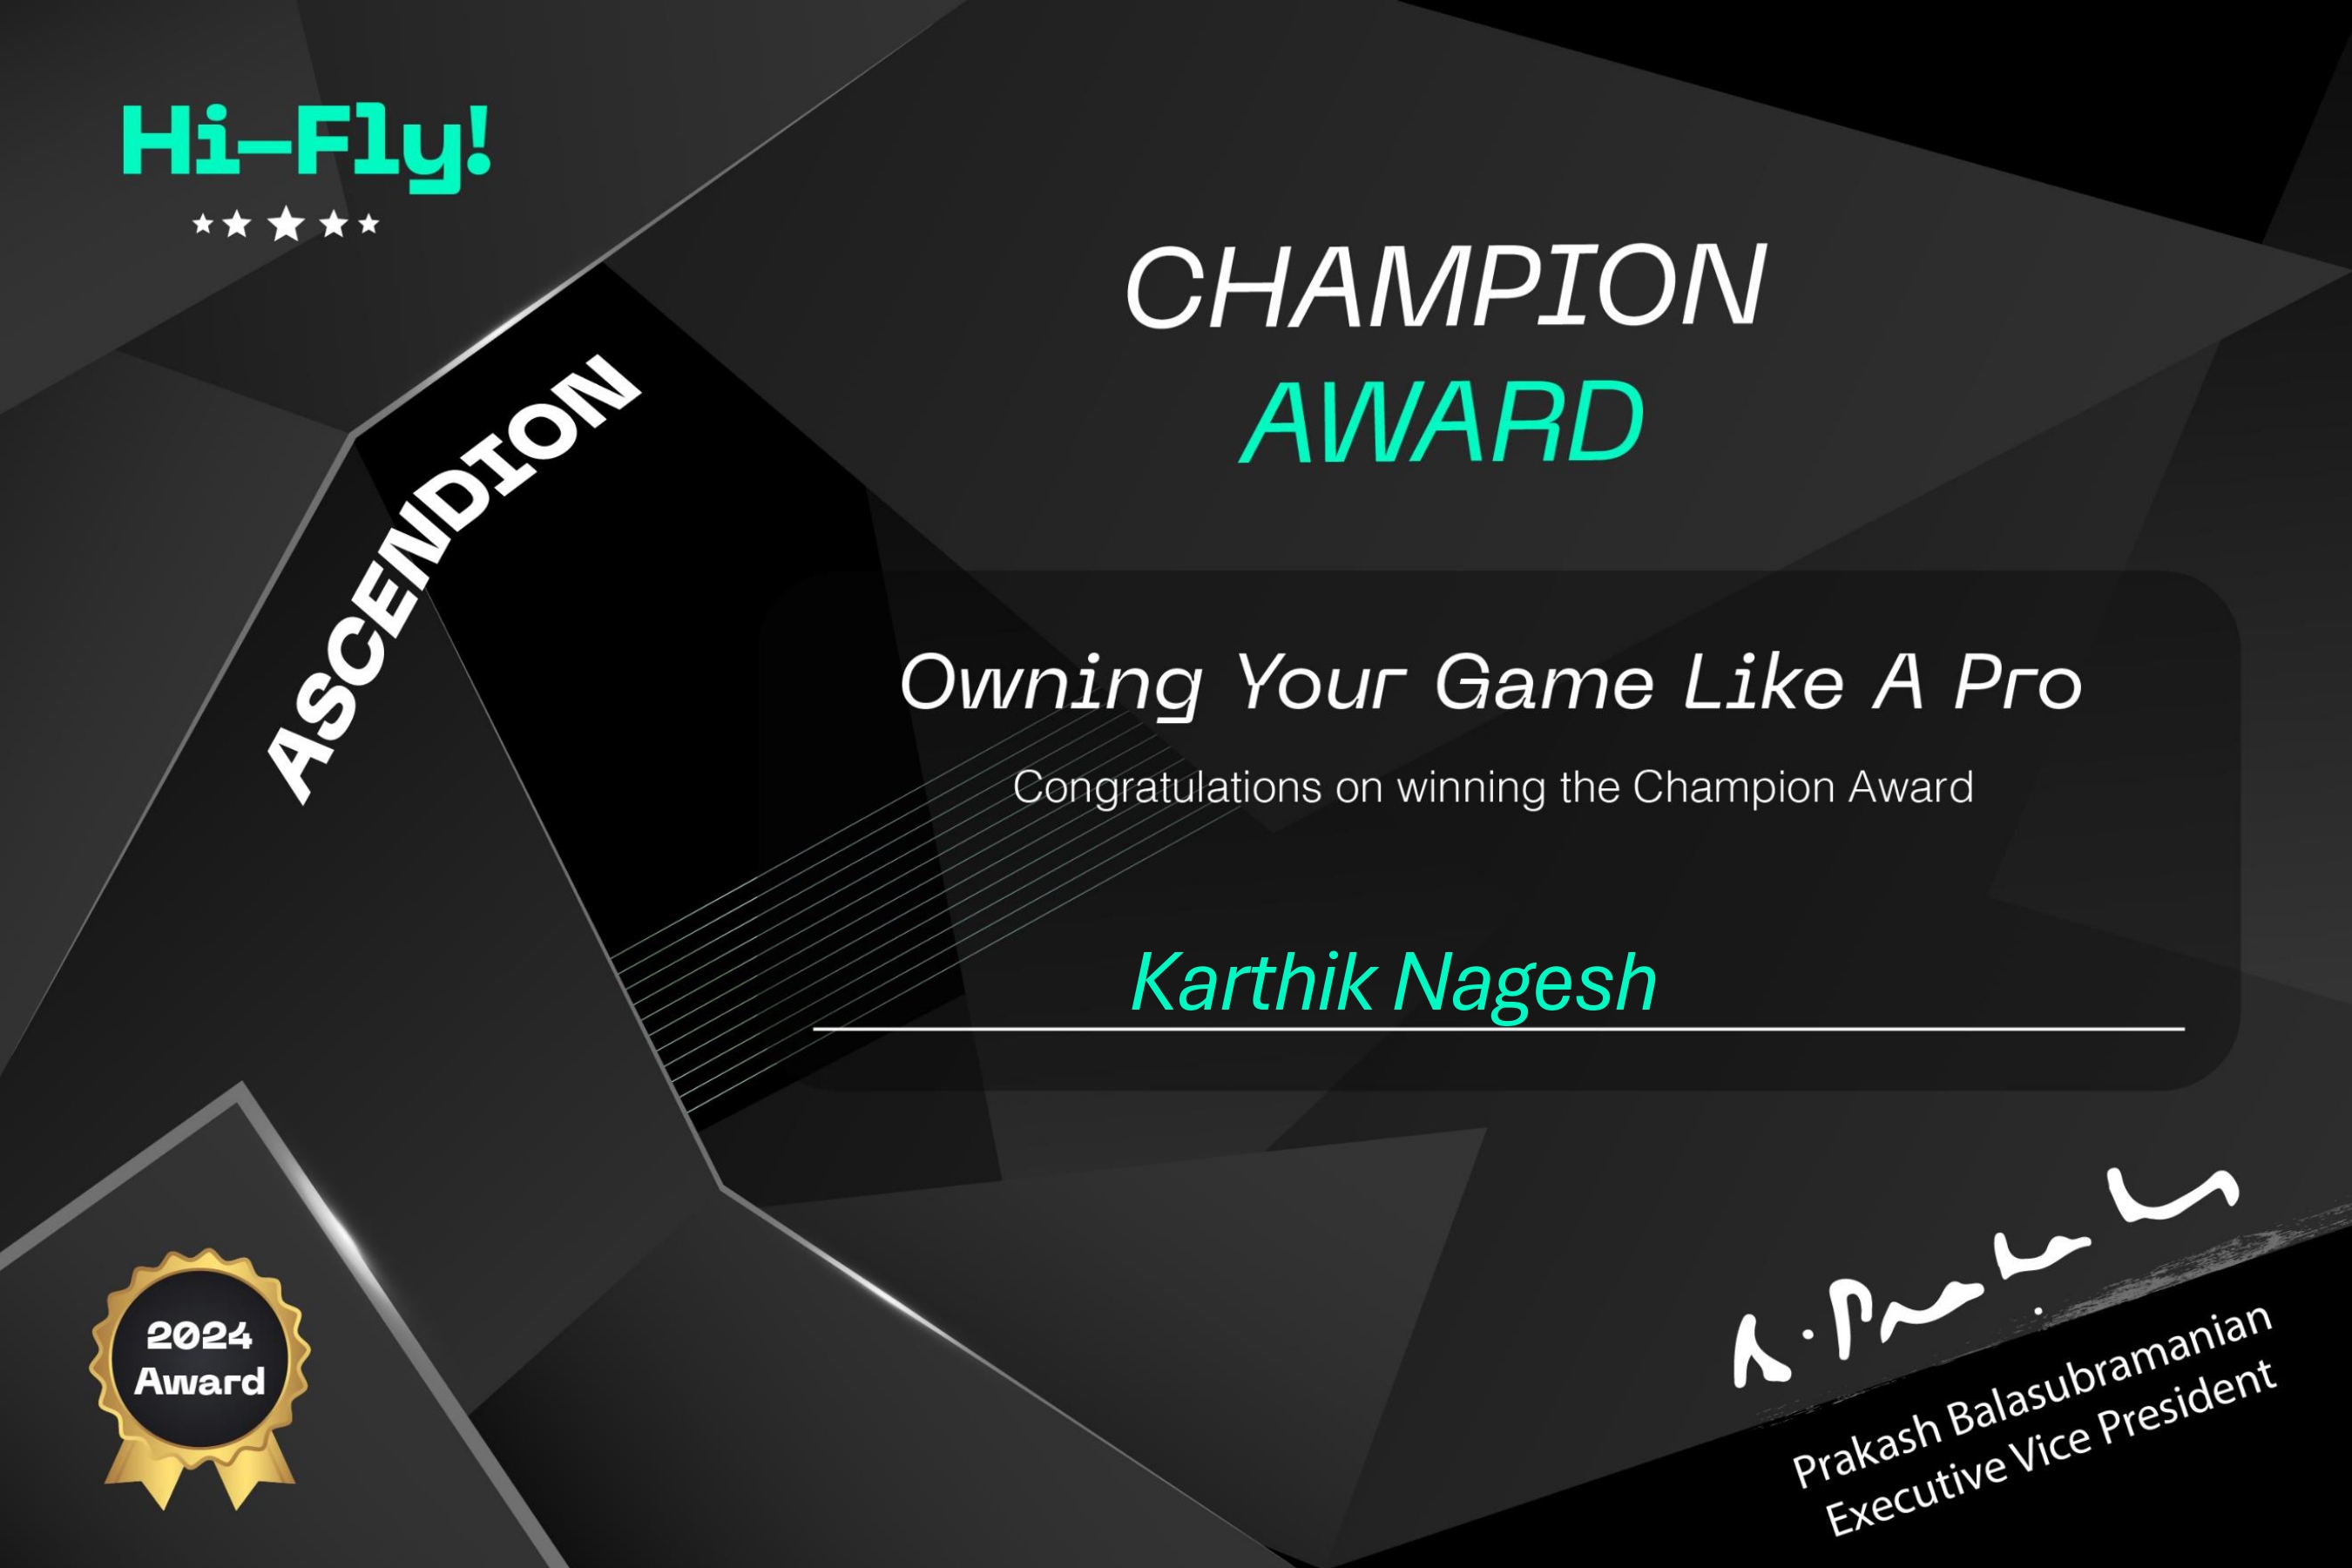 Hi-Fly!
ASCENDION
CHAMPION
AWARD
Owning Your Game Like A Pro
Congratulations on winning the Champion Award
Karthik Nagesh
2024
Award
Prakash Balasubramanian
Executive Vice President